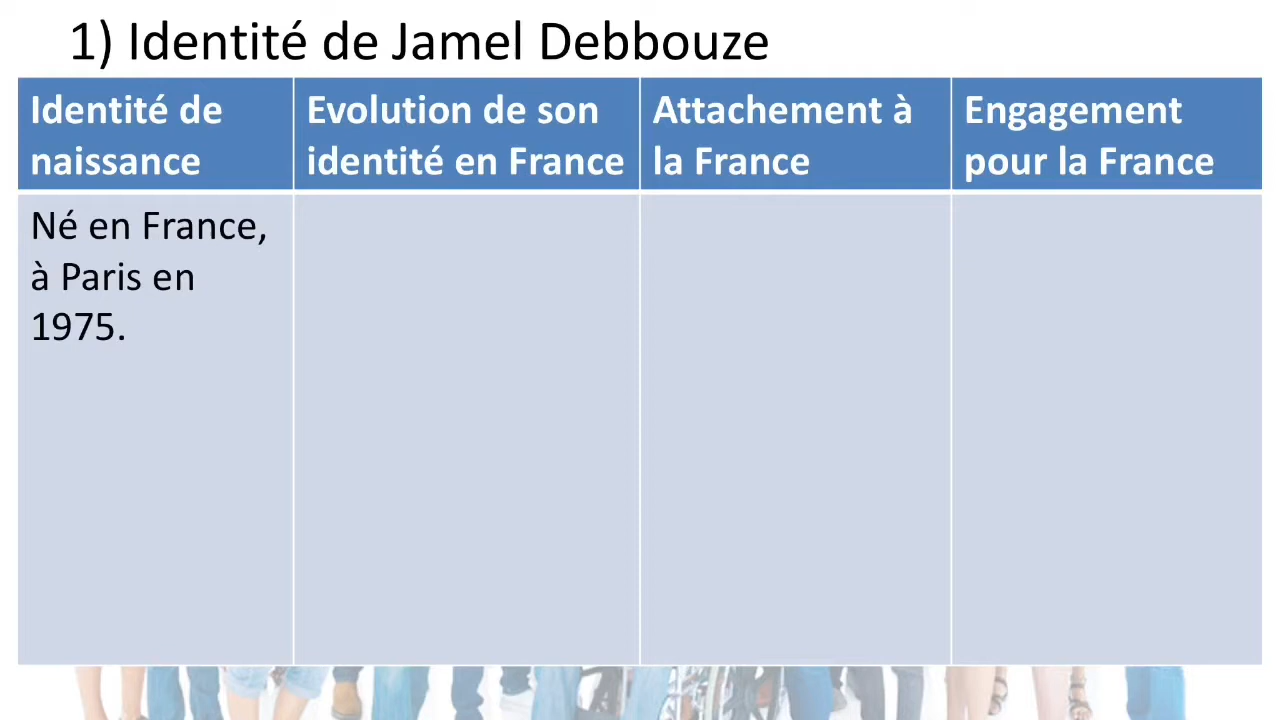 1) Identité de Jamel Debbouze
Identité de
naissance
Evolution de son
identité en France
Attachement à
la France
Engagement
pour la France
Né en France,
à Paris en
1975.